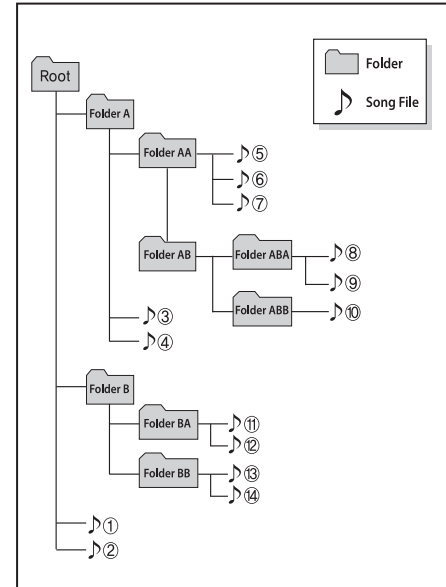 Root
Folder
Song File
Folder A
Folder AA
⑤
⑥
⑦
Folder AB
Folder ABA
⑧
⑨
Folder ABB
⑩
③
④
Folder B
Folder BA
⑪
⑫
Folder BB
⑬
⑭
①
②